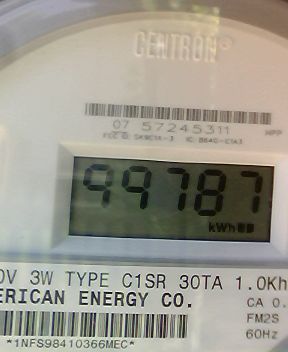 CENTRON®
07 57245311
HPP
99787
kWh
0V 3W TYPE C1SR 30TA 1.0Kh
ERICAN ENERGY CO.
CA 0.
FM2S
60Hz
*1NFS98410366MEC*